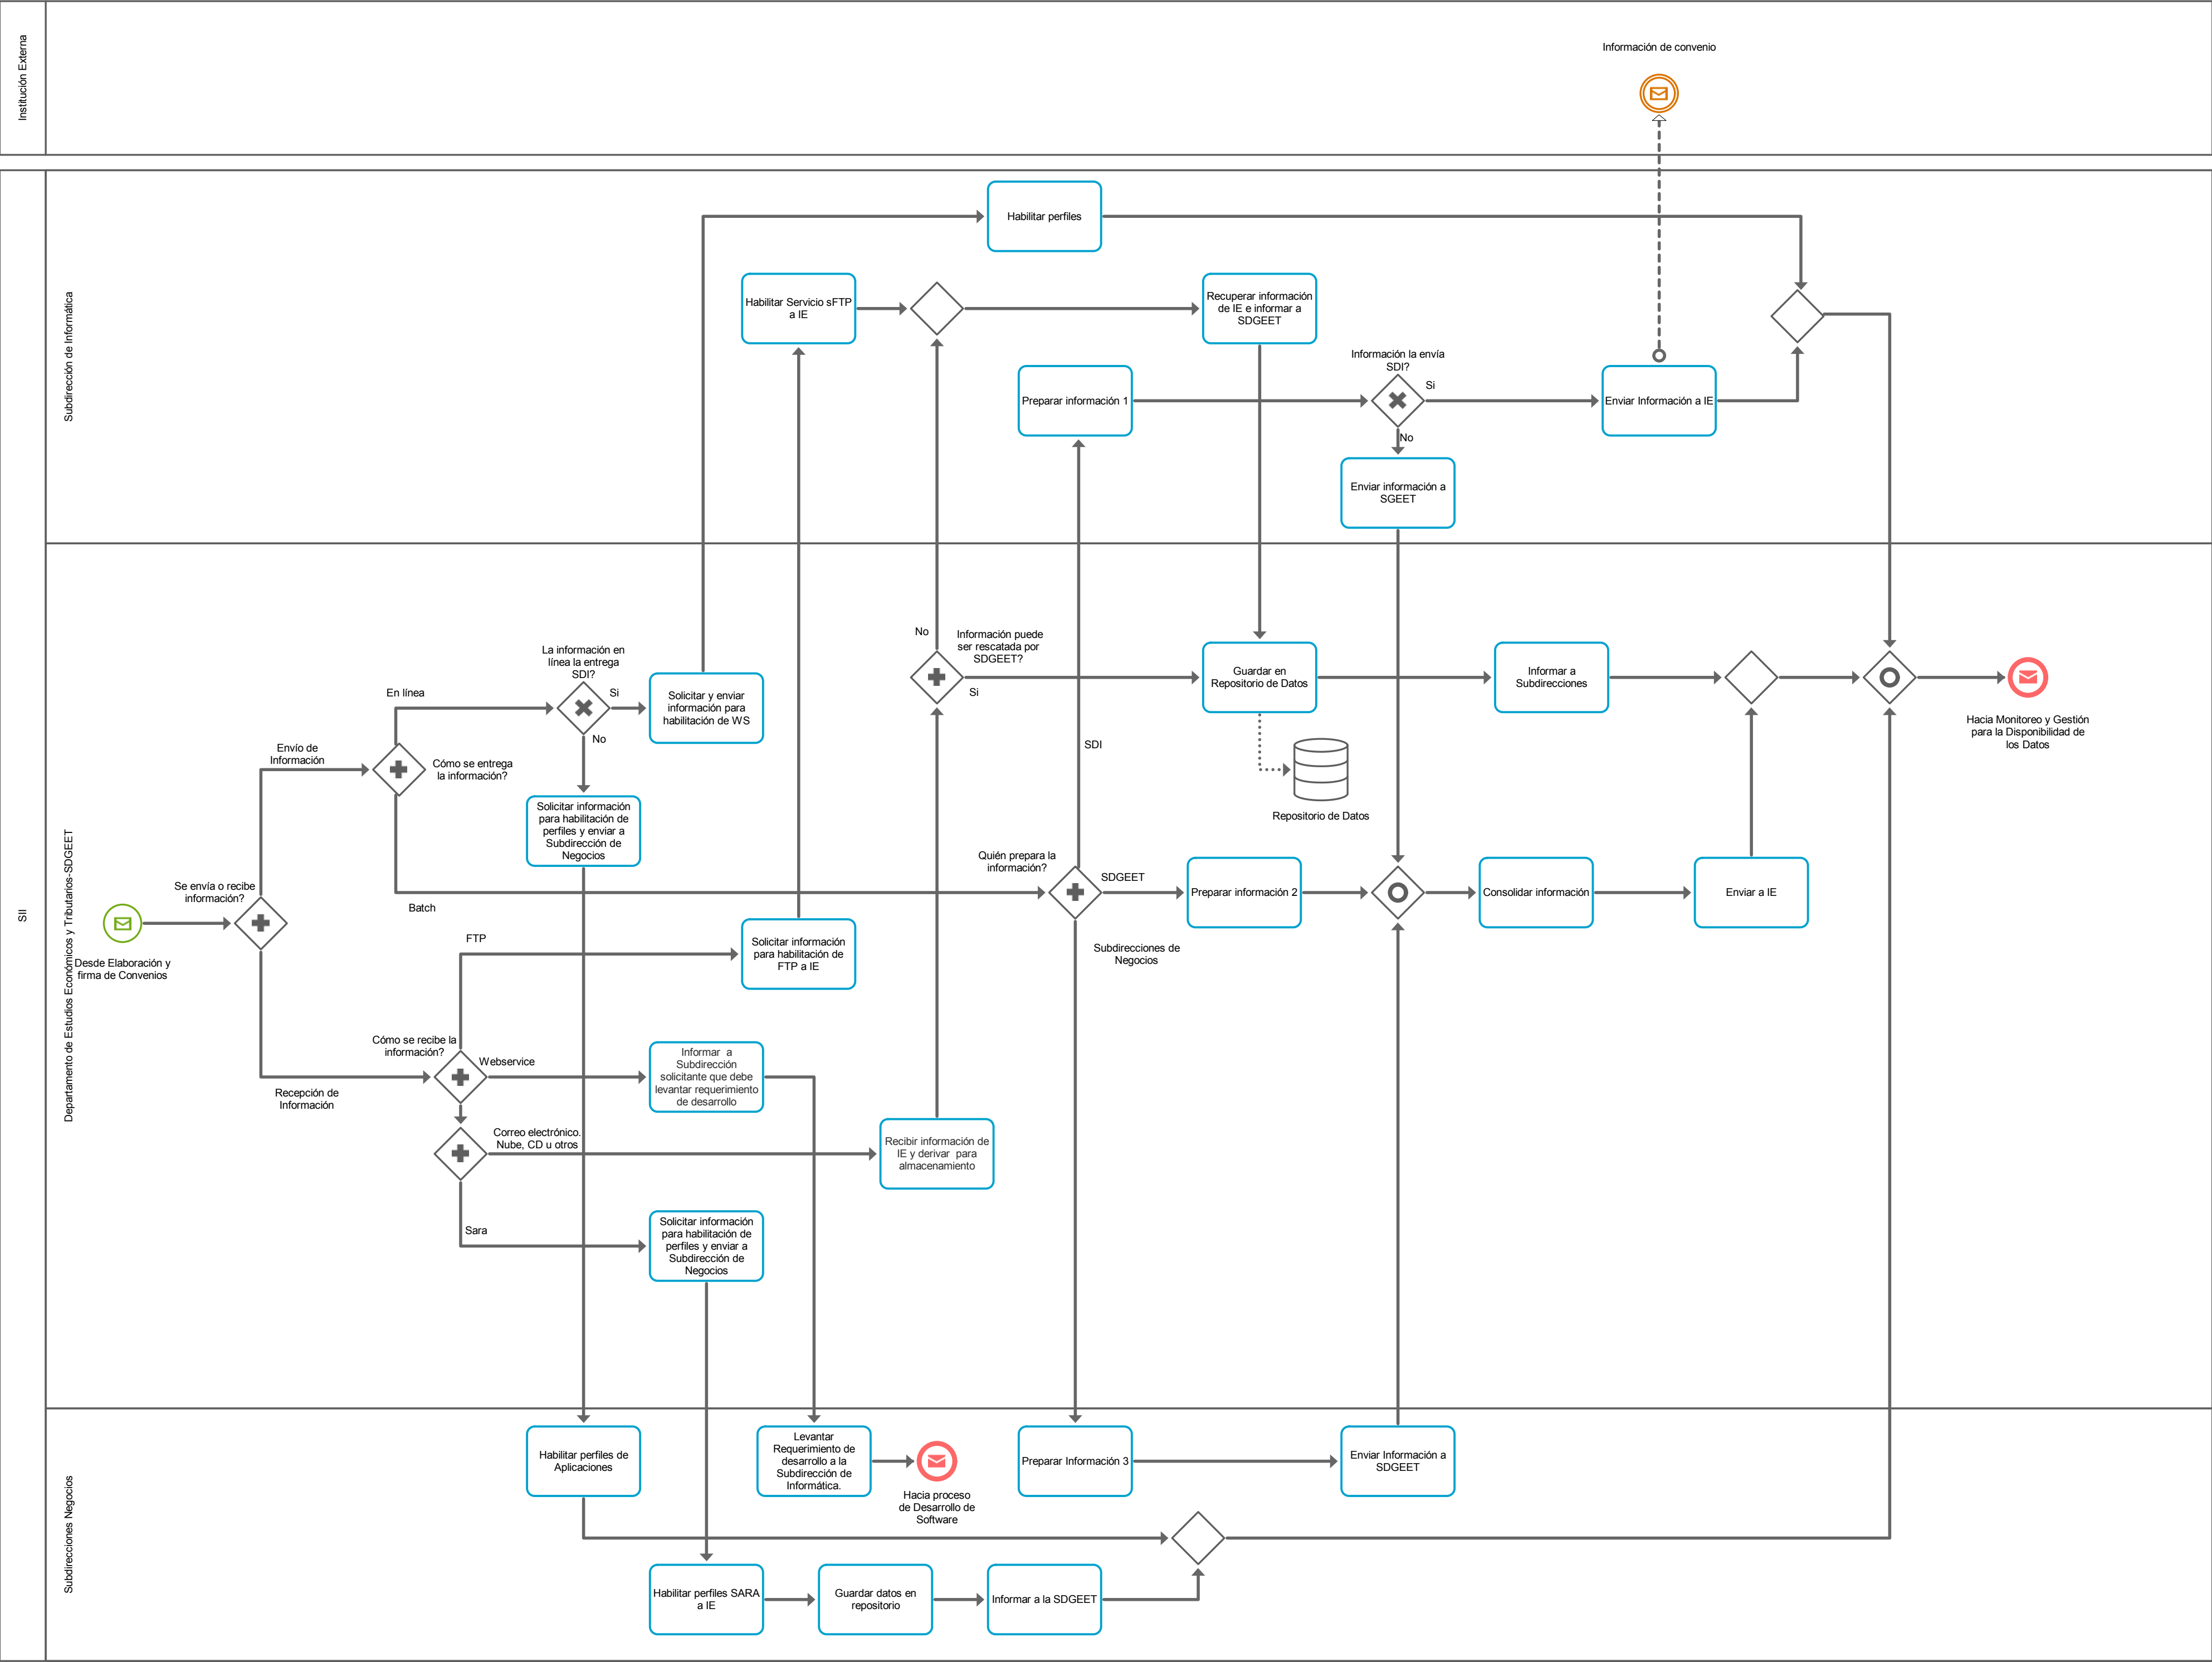 Institución Externa
Información de convenio
SII
Subdirección de Informática
Habilitar perfiles
Habilitar Servicio sFTP
a IE
Recuperar información
de IE e informar a
SDGEET
Preparar información 1
Información la envía
SDI?
Si
No
Enviar Información a IE
Enviar información a
SGEET
Departamento de Estudios Económicos y Tributarios-SDGEET
Desde Elaboración y
firma de Convenios
Se envía o recibe
información?
Envío de
Información
Recepción de
Información
Cómo se entrega
la información?
En línea
Batch
La información en
línea la entrega
SDI?
Si
No
Solicitar y enviar
información para
habilitación de WS
Solicitar información
para habilitación de
perfiles y enviar a
Subdirección de
Negocios
Cómo se recibe la
información?
FTP
Webservice
Solicitar información
para habilitación de
FTP a IE
Informar  a
Subdirección
solicitante que debe
levantar requerimiento
de desarrollo
Correo electrónico.
Nube, CD u otros
Sara
Recibir información de
IE y derivar  para
almacenamiento
Solicitar información
para habilitación de
perfiles y enviar a
Subdirección de
Negocios
No
Información puede
ser rescatada por
SDGEET?
Si
Guardar en
Repositorio de Datos
Repositorio de Datos
Informar a
Subdirecciones
Quién prepara la
información?
SDI
SDGEET
Subdirecciones de
Negocios
Preparar información 2
Consolidar información
Enviar a IE
Hacia Monitoreo y Gestión
para la Disponibilidad de
los Datos
Subdirecciones Negocios
Habilitar perfiles de
Aplicaciones
Levantar
Requerimiento de
desarrollo a la
Subdirección de
Informática.
Hacia proceso
de Desarrollo de
Software
Preparar Información 3
Enviar Información a
SDGEET
Habilitar perfiles SARA
a IE
Guardar datos en
repositorio
Informar a la SDGEET